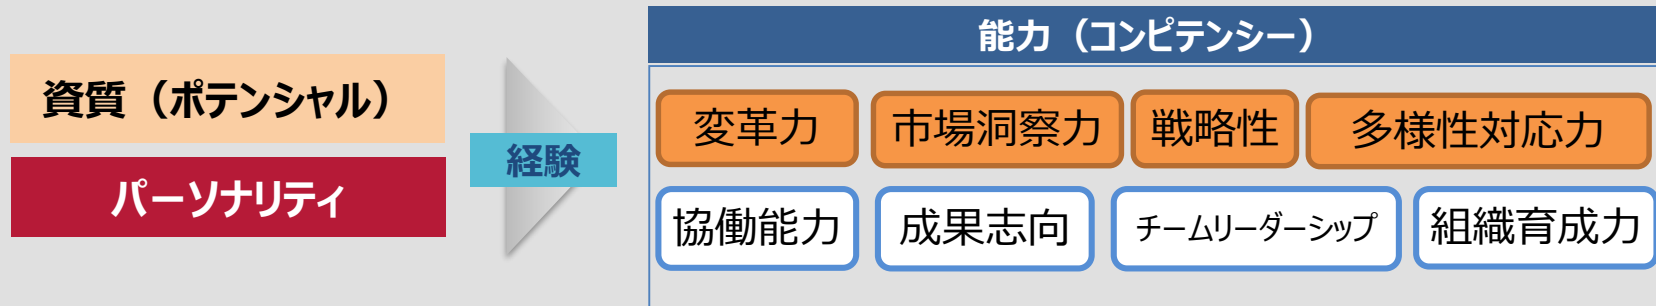 能力（コンピテンシー）
資質（ポテンシャル）
パーソナリティ
経験
変革力
市場洞察力
戦略性
多様性対応力
協働能力
成果志向
チームリーダーシップ
組織育成力